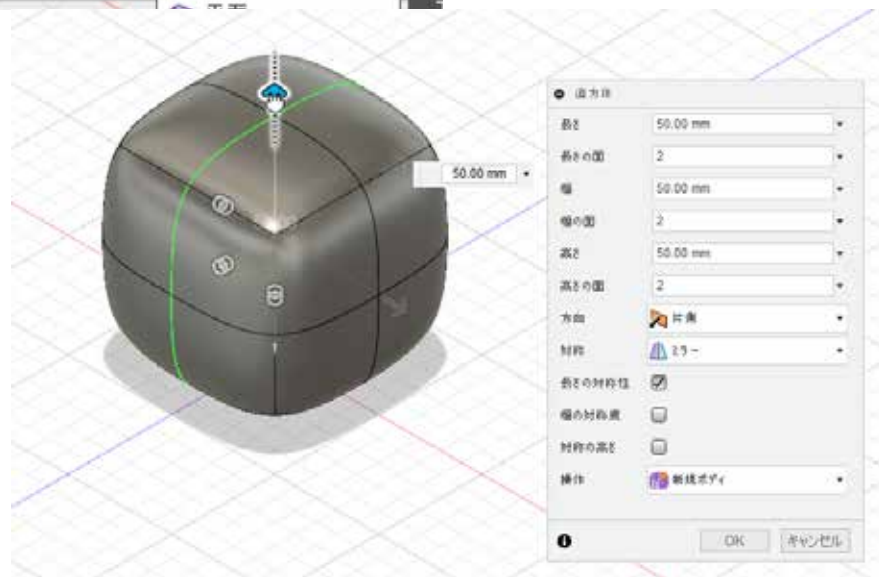 平面
直方体
長さ 50.00 mm
長さの面 2
50.00 mm
幅 50.00 mm
幅の面 2
高さ 50.00 mm
高さの面 2
方向 片側
対称 ミラー
長さの対称性
幅の対称度
対称の高さ
操作 新規ボディ
OK キャンセル